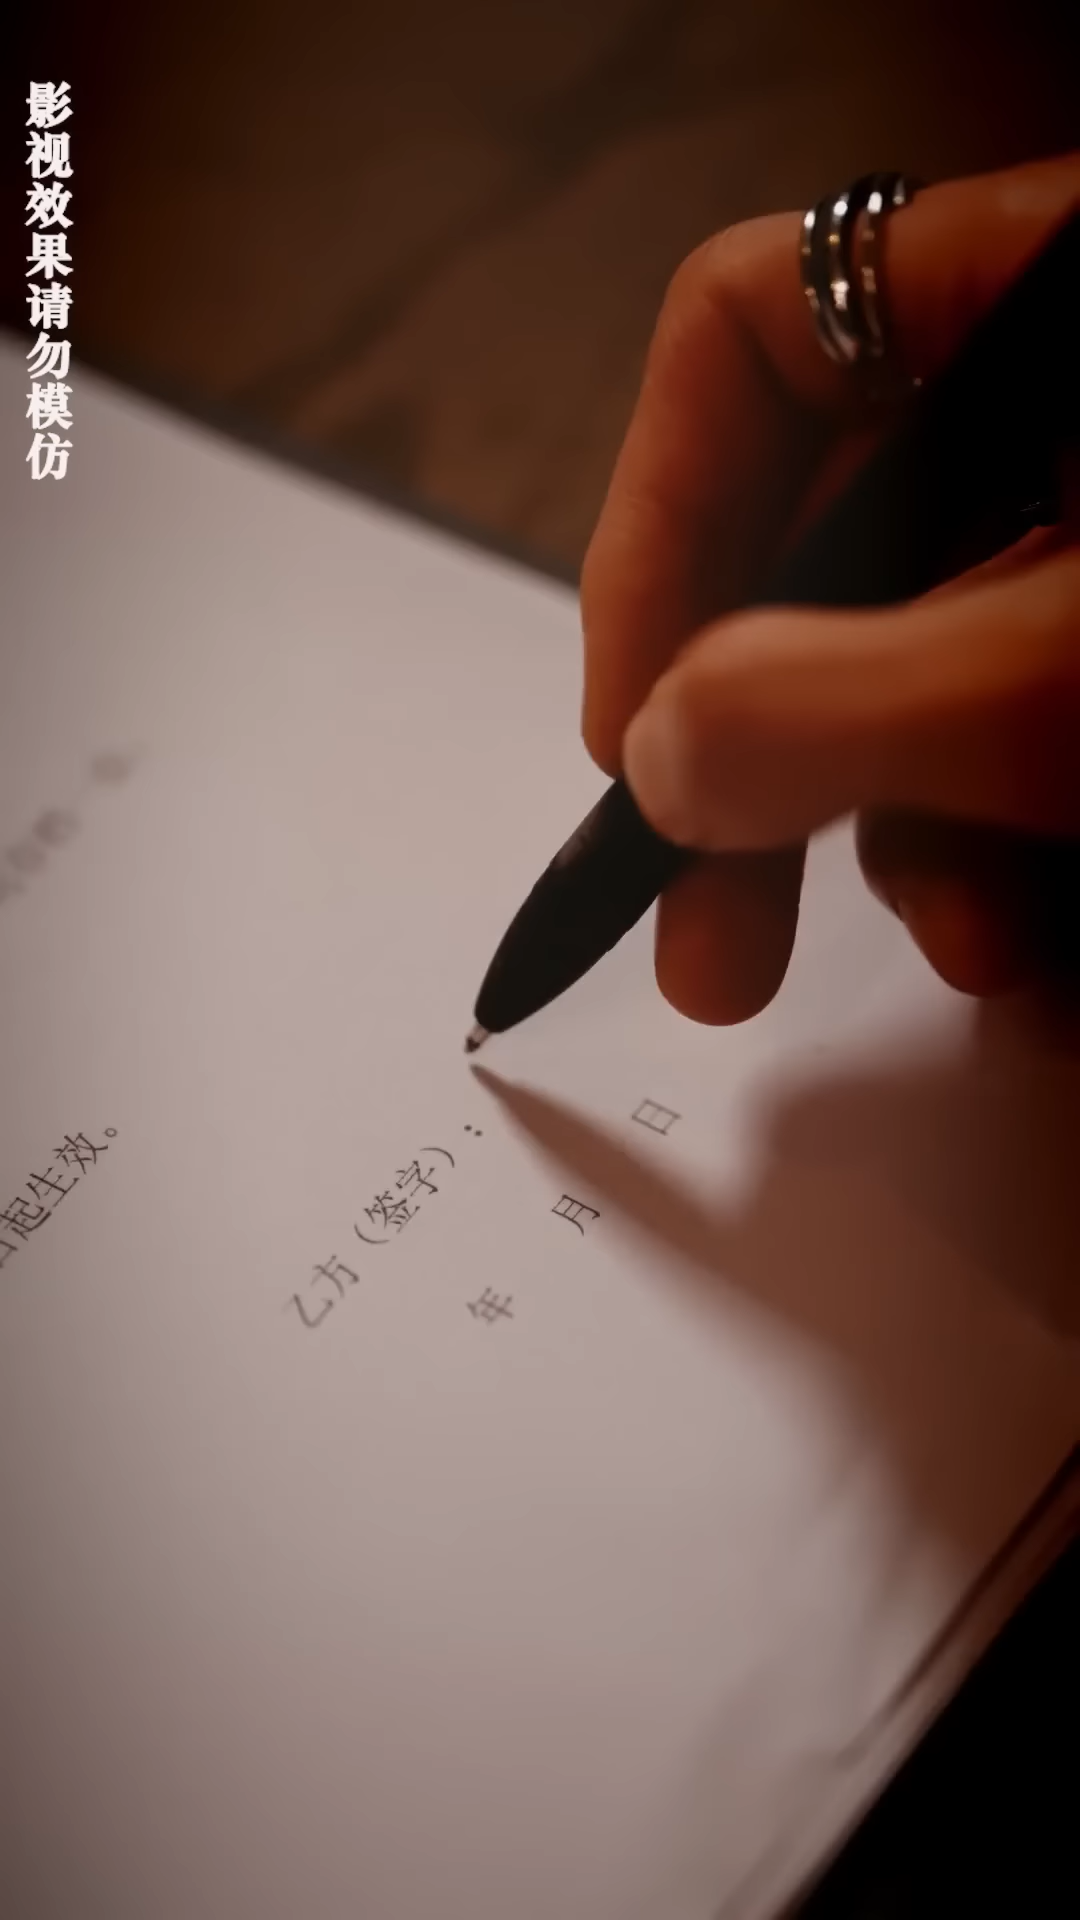 影视效果请勿模仿
起生效。
乙方（签字）：
年 月 日